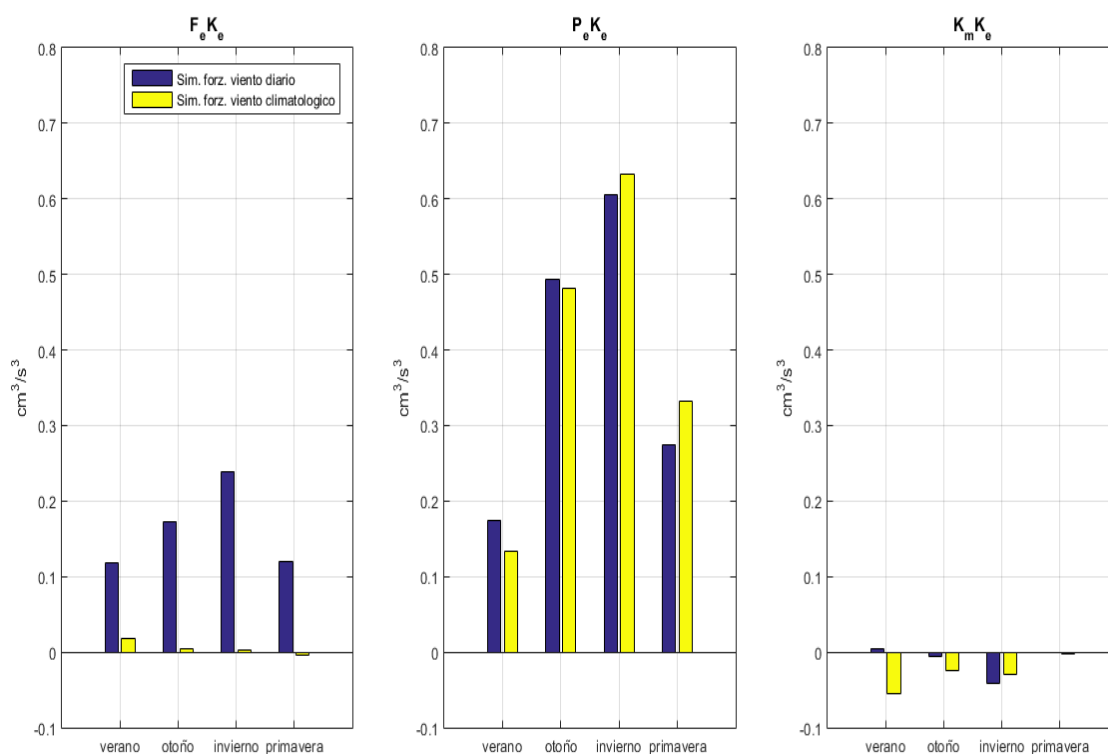 F_eK_e
0.8
0.7
0.6
0.5
0.4
0.3
0.2
0.1
0
-0.1
cm³/s³
verano otoño invierno primavera
Sim. forz. viento diario
Sim. forz. viento climatologico
P_eK_e
0.8
0.7
0.6
0.5
0.4
0.3
0.2
0.1
0
-0.1
cm³/s³
verano otoño invierno primavera
K_mK_e
0.8
0.7
0.6
0.5
0.4
0.3
0.2
0.1
0
-0.1
cm³/s³
verano otoño invierno primavera